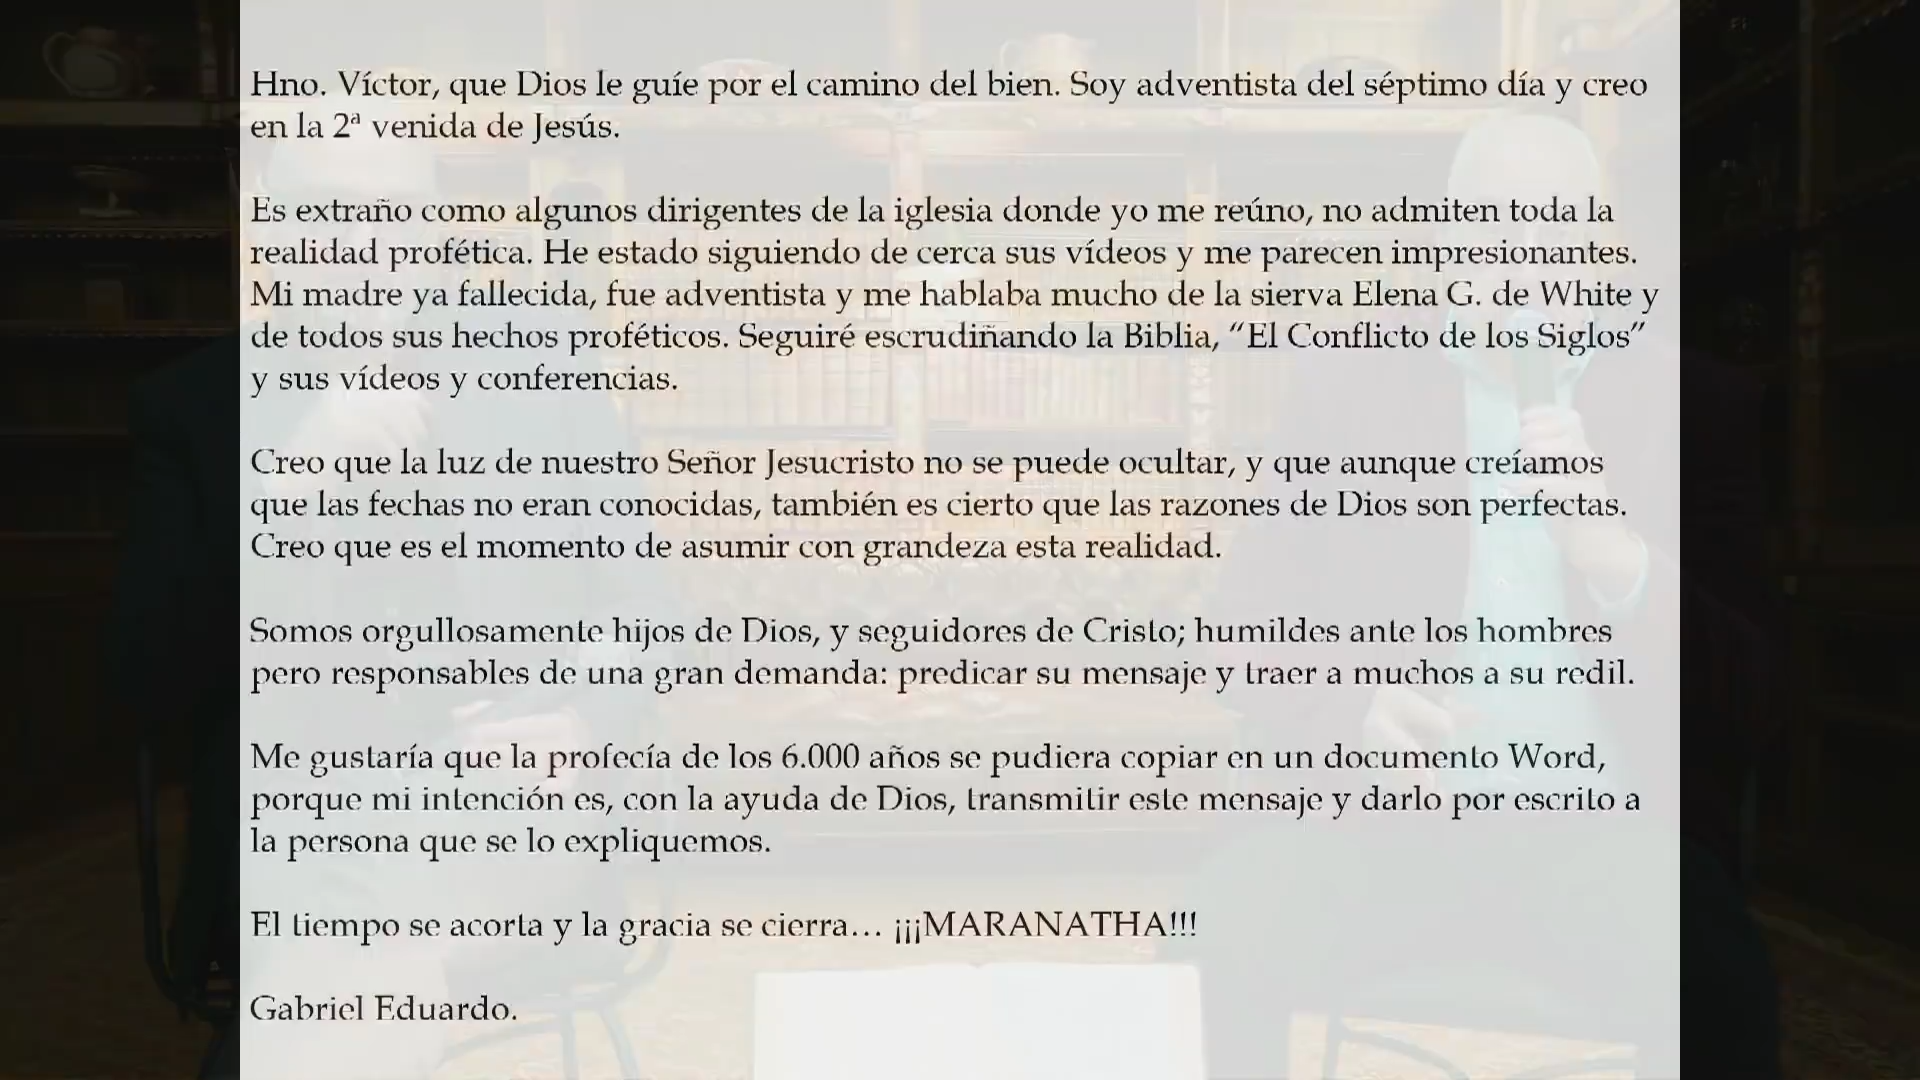 Hno. Víctor, que Dios le guíe por el camino del bien. Soy adventista del séptimo día y creo
en la 2ª venida de Jesús.
Es extraño como algunos dirigentes de la iglesia donde yo me reúno, no admiten toda la
realidad profética. He estado siguiendo de cerca sus vídeos y me parecen impresionantes.
Mi madre ya fallecida, fue adventista y me hablaba mucho de la sierva Elena G. de White y
de todos sus hechos proféticos. Seguiré escrudiñando la Biblia, “El Conflicto de los Siglos”
y sus vídeos y conferencias.
Creo que la luz de nuestro Señor Jesucristo no se puede ocultar, y que aunque creíamos
que las fechas no eran conocidas, también es cierto que las razones de Dios son perfectas.
Creo que es el momento de asumir con grandeza esta realidad.
Somos orgullosamente hijos de Dios, y seguidores de Cristo; humildes ante los hombres
pero responsables de una gran demanda: predicar su mensaje y traer a muchos a su redil.
Me gustaría que la profecía de los 6.000 años se pudiera copiar en un documento Word,
porque mi intención es, con la ayuda de Dios, transmitir este mensaje y darlo por escrito a
la persona que se lo expliquemos.
El tiempo se acorta y la gracia se cierra… ¡¡¡MARANATHA!!!
Gabriel Eduardo.